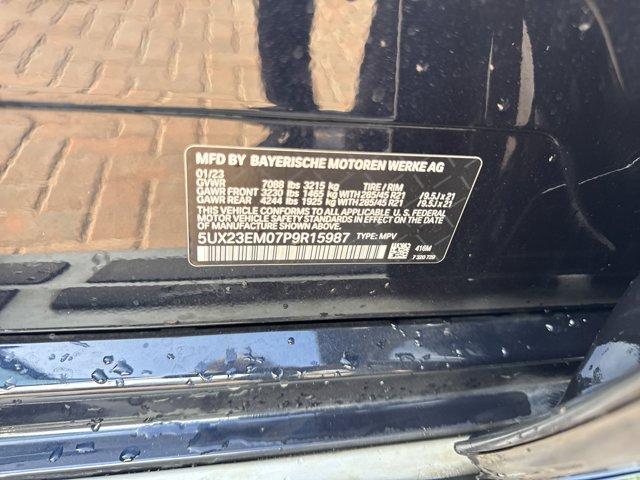 MFD BY BAYERISCHE MOTOREN WERKE AG
01/23
GVWR 7088 lbs 3215 kg TIRE / RIM
GAWR FRONT 3230 lbs 1465 kg WITH 285/45 R21 /9.5J x 21
GAWR REAR 4244 lbs 1925 kg WITH 285/45 R21 /9.5J x 21
THIS VEHICLE CONFORMS TO ALL APPLICABLE U.S. FEDERAL
MOTOR VEHICLE SAFETY STANDARDS IN EFFECT ON THE DATE OF
MANUFACTURE SHOWN ABOVE.
5UX23EM07P9R15987 TYPE: MPV
416M
7 320 729